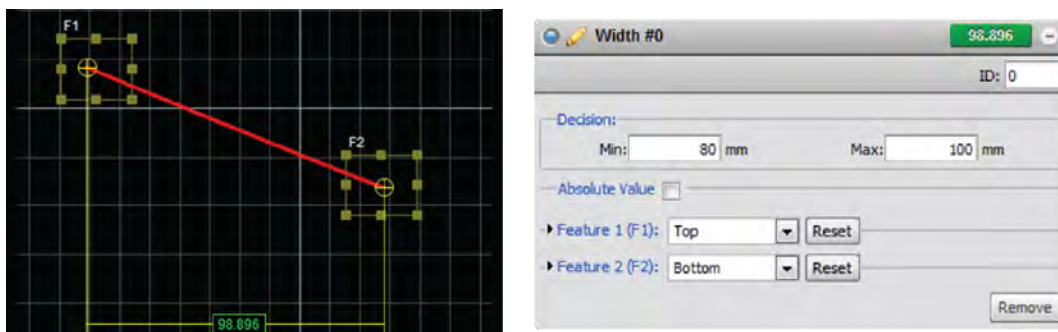 F1
F2
98.896
Width #0
98.896
ID: 0
Decision:
Min: 80 mm
Max: 100 mm
Absolute Value
Feature 1 (F1): Top Reset
Feature 2 (F2): Bottom Reset
Remove